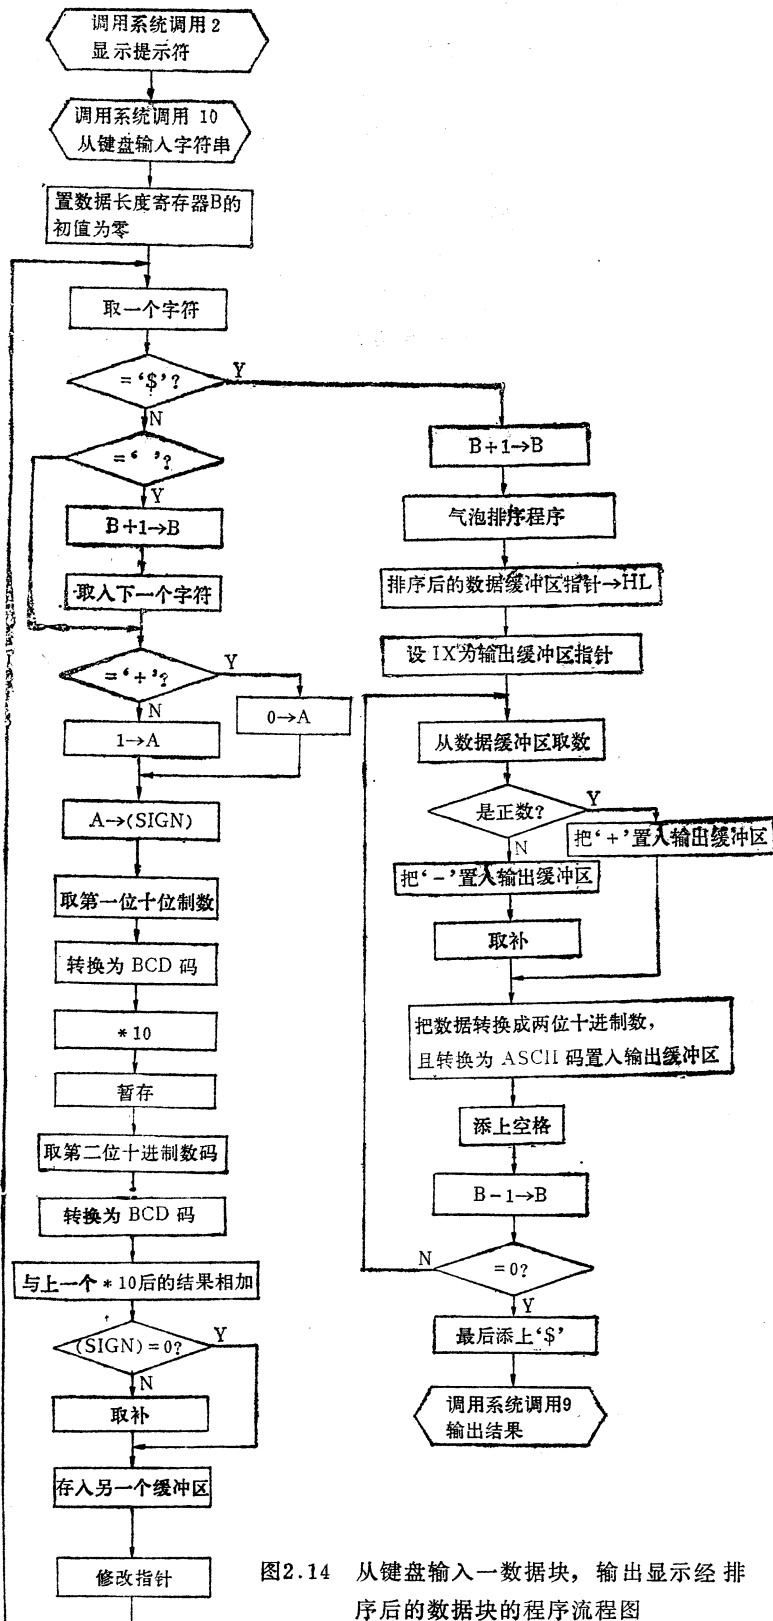 调用系统调用2
显示提示符
调用系统调用 10
从键盘输入字符串
置数据长度寄存器B的
初值为零
取一个字符
=‘$’?
Y
N
=‘ ’?
Y
B+1→B
取入下一个字符
=‘+’?
Y
N
0→A
1→A
A→(SIGN)
取第一位十位制数
转换为 BCD 码
*10
暂存
取第二位十进制数码
转换为 BCD 码
与上一个*10后的结果相加
(SIGN)=0?
Y
N
取补
存入另一个缓冲区
修改指针
B+1→B
气泡排序程序
排序后的数据缓冲区指针→HL
设 IX为输出缓冲区指针
从数据缓冲区取数
是正数?
Y
N
把‘+’置入输出缓冲区
把‘-’置入输出缓冲区
取补
把数据转换成两位十进制数,
且转换为 ASCII 码置入输出缓冲区
添上空格
B-1→B
N
=0?
Y
最后添上‘$’
调用系统调用9
输出结果
图2.14 从键盘输入一数据块，输出显示经排
序后的数据块的程序流程图